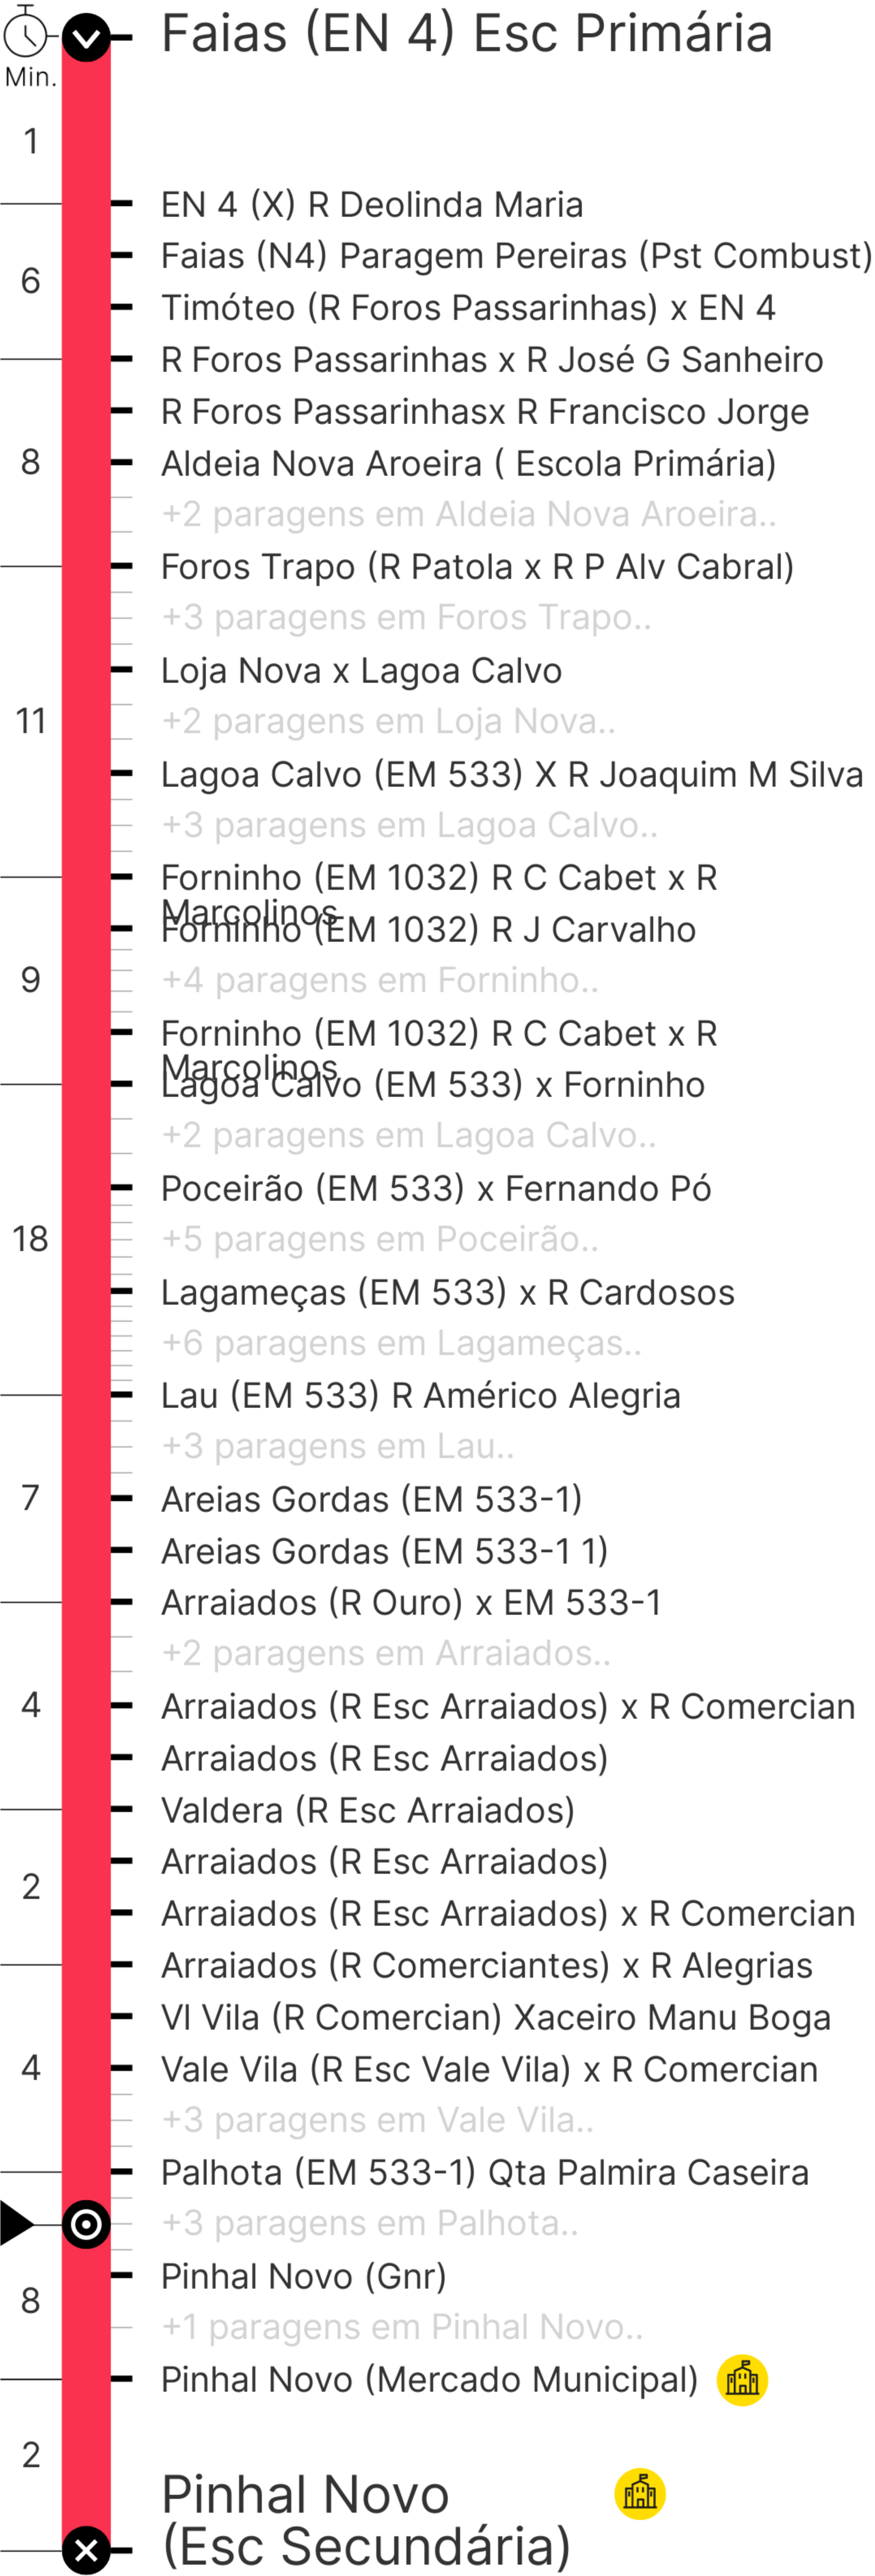 Faias (EN 4) Esc Primária
Min.
1
EN 4 (X) R Deolinda Maria
Faias (N4) Paragem Pereiras (Pst Combust)
6
Timóteo (R Foros Passarinhas) x EN 4
R Foros Passarinhas x R José G Sanheiro
R Foros Passarinhasx R Francisco Jorge
8
Aldeia Nova Aroeira ( Escola Primária)
+2 paragens em Aldeia Nova Aroeira..
Foros Trapo (R Patola x R P Alv Cabral)
+3 paragens em Foros Trapo..
Loja Nova x Lagoa Calvo
11
+2 paragens em Loja Nova..
Lagoa Calvo (EM 533) X R Joaquim M Silva
+3 paragens em Lagoa Calvo..
Forninho (EM 1032) R C Cabet x R
Marcolinos
Forninho (EM 1032) R J Carvalho
9
+4 paragens em Forninho..
Forninho (EM 1032) R C Cabet x R
Marcolinos
Lagoa Calvo (EM 533) x Forninho
+2 paragens em Lagoa Calvo..
Poceirão (EM 533) x Fernando Pó
18
+5 paragens em Poceirão..
Lagameças (EM 533) x R Cardosos
+6 paragens em Lagameças..
Lau (EM 533) R Américo Alegria
+3 paragens em Lau..
7
Areias Gordas (EM 533-1)
Areias Gordas (EM 533-1 1)
Arraiados (R Ouro) x EM 533-1
+2 paragens em Arraiados..
4
Arraiados (R Esc Arraiados) x R Comercian
Arraiados (R Esc Arraiados)
Valdera (R Esc Arraiados)
Arraiados (R Esc Arraiados)
2
Arraiados (R Esc Arraiados) x R Comercian
Arraiados (R Comerciantes) x R Alegrias
Vl Vila (R Comercian) Xaceiro Manu Boga
4
Vale Vila (R Esc Vale Vila) x R Comercian
+3 paragens em Vale Vila..
Palhota (EM 533-1) Qta Palmira Caseira
+3 paragens em Palhota..
Pinhal Novo (Gnr)
8
+1 paragens em Pinhal Novo..
Pinhal Novo (Mercado Municipal)
2
Pinhal Novo
(Esc Secundária)